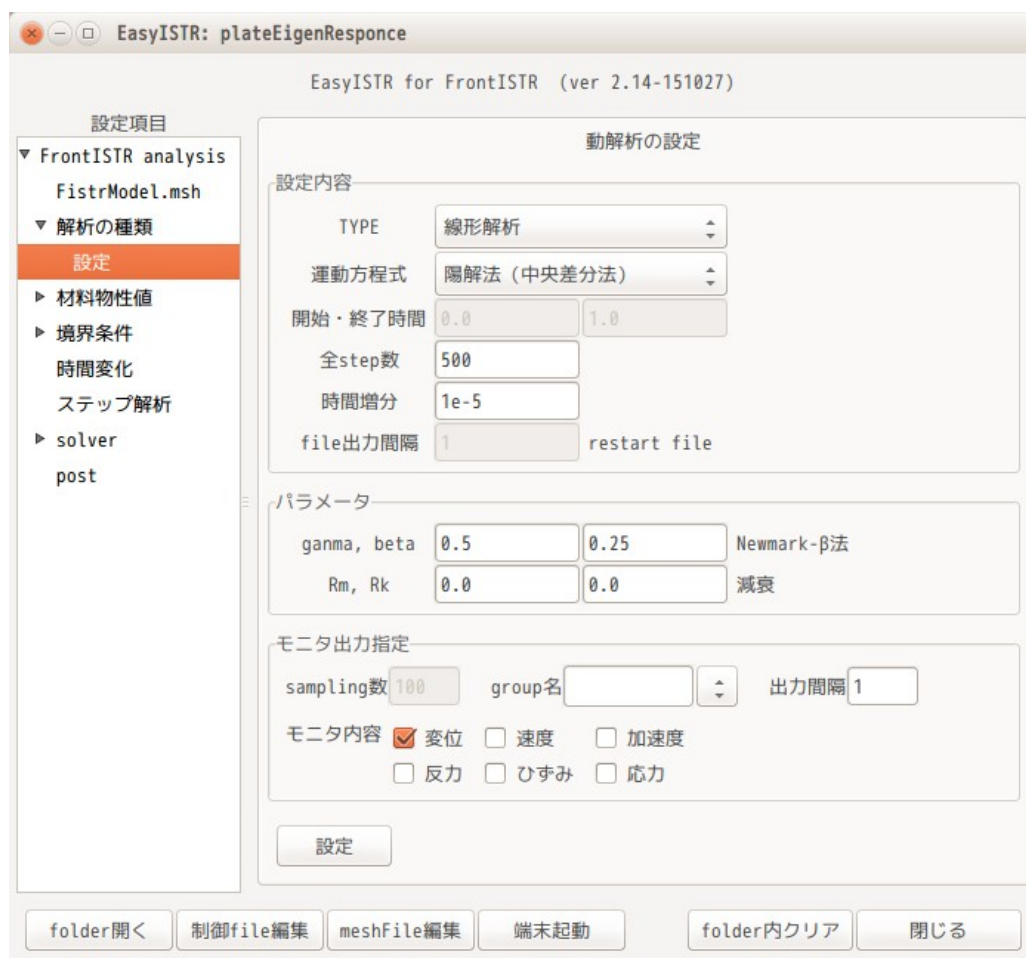 EasyISTR: plateEigenResponce
EasyISTR for FrontISTR (ver 2.14-151027)
設定項目
FrontISTR analysis
FistrModel.msh
解析の種類
設定
材料物性値
境界条件
時間変化
ステップ解析
solver
post
動解析の設定
設定内容
TYPE 線形解析
運動方程式 陽解法（中央差分法）
開始・終了時間 0.0 1.0
全step数 500
時間増分 1e-5
file出力間隔 1 restart file
パラメータ
ganma, beta 0.5 0.25 Newmark-β法
Rm, Rk 0.0 0.0 減衰
モニタ出力指定
sampling数 100 group名 出力間隔 1
モニタ内容 変位 速度 加速度
反力 ひずみ 応力
設定
folder開く 制御file編集 meshFile編集 端末起動 folder内クリア 閉じる